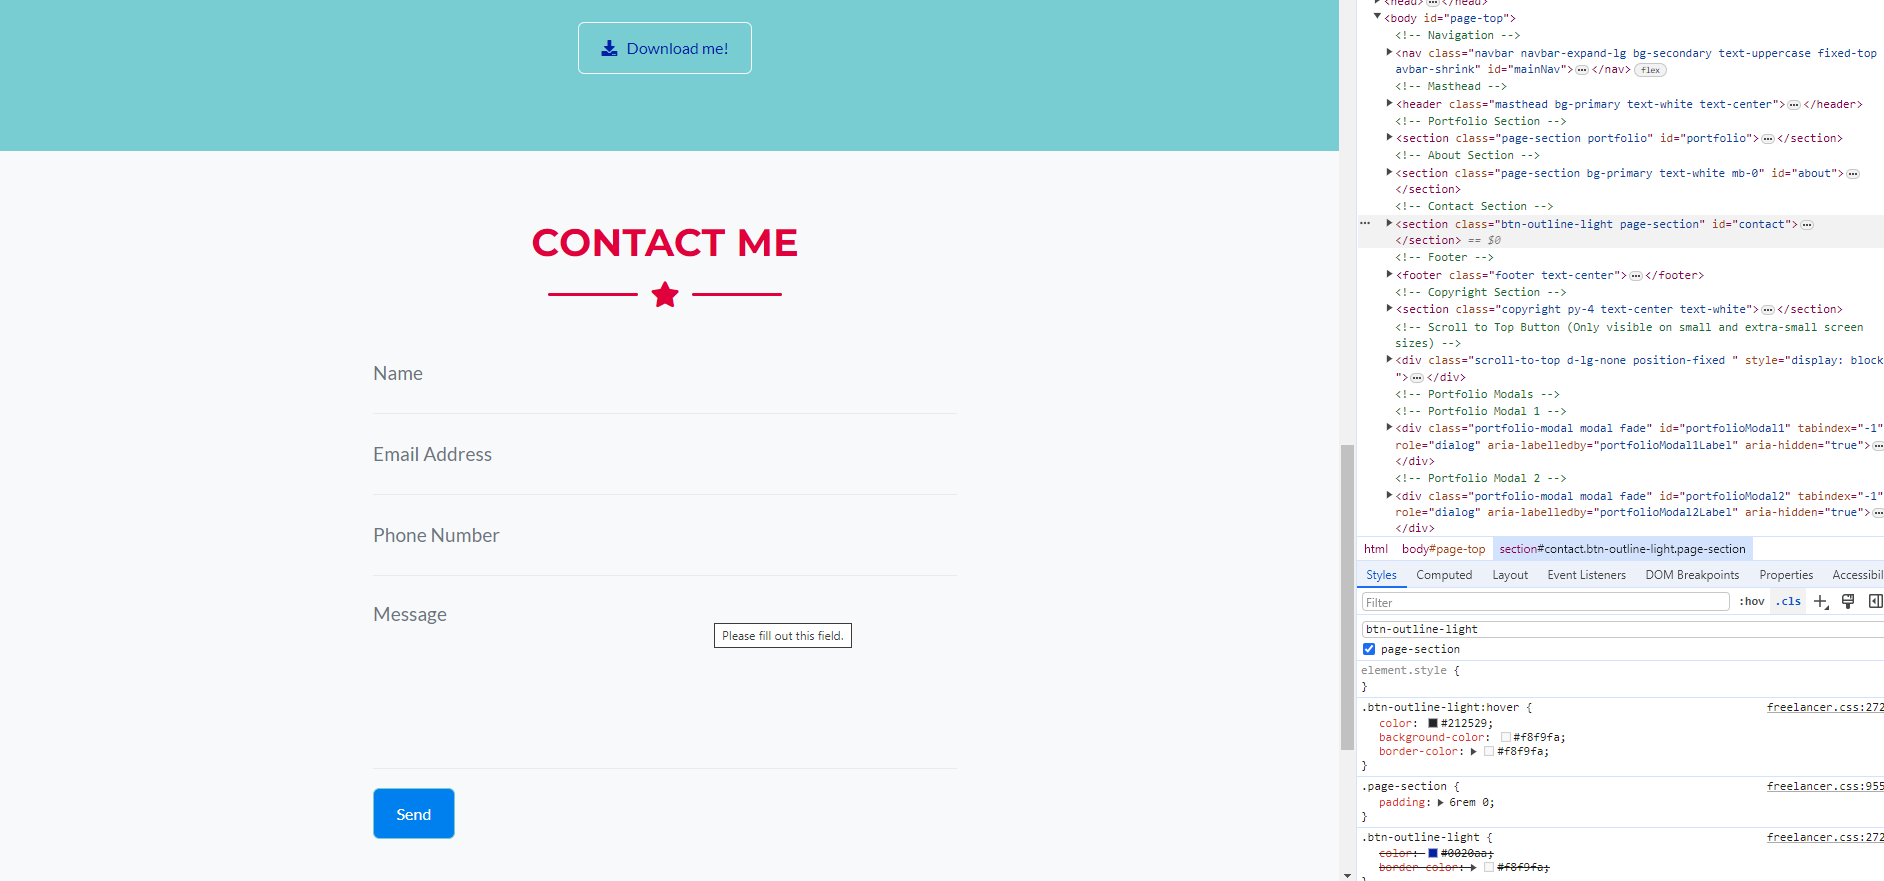 Download me!
CONTACT ME
Name
Email Address
Phone Number
Message
Please fill out this field.
Send
<head> ••• </head>
<body id="page-top">
<!-- Navigation -->
<nav class="navbar navbar-expand-lg bg-secondary text-uppercase fixed-top
avbar-shrink" id="mainNav"> ••• </nav> flex
<!-- Masthead -->
<header class="masthead bg-primary text-white text-center"> ••• </header>
<!-- Portfolio Section -->
<section class="page-section portfolio" id="portfolio"> ••• </section>
<!-- About Section -->
<section class="page-section bg-primary text-white mb-0" id="about"> •••
</section>
<!-- Contact Section -->
••• <section class="btn-outline-light page-section" id="contact"> •••
</section> == $0
<!-- Footer -->
<footer class="footer text-center"> ••• </footer>
<!-- Copyright Section -->
<section class="copyright py-4 text-center text-white"> ••• </section>
<!-- Scroll to Top Button (Only visible on small and extra-small screen
sizes) -->
<div class="scroll-to-top d-lg-none position-fixed " style="display: block
"> ••• </div>
<!-- Portfolio Modals -->
<!-- Portfolio Modal 1 -->
<div class="portfolio-modal modal fade" id="portfolioModal1" tabindex="-1"
role="dialog" aria-labelledby="portfolioModal1Label" aria-hidden="true"> •••
</div>
<!-- Portfolio Modal 2 -->
<div class="portfolio-modal modal fade" id="portfolioModal2" tabindex="-1"
role="dialog" aria-labelledby="portfolioModal2Label" aria-hidden="true"> •••
</div>
html body#page-top section#contact.btn-outline-light.page-section
Styles Computed Layout Event Listeners DOM Breakpoints Properties Accessibil
Filter :hov .cls
btn-outline-light
page-section
element.style {
}
.btn-outline-light:hover { freelancer.css:272
color: #212529;
background-color: #f8f9fa;
border-color: #f8f9fa;
}
.page-section { freelancer.css:955
padding: 6rem 0;
}
.btn-outline-light { freelancer.css:272
color: #0020aa;
border-color: #f8f9fa;
}